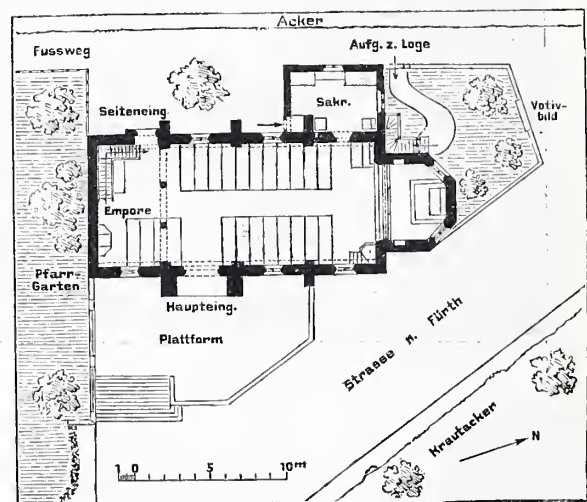 Acker
Fussweg
Aufg. z. Loge
Seiteneing.
Sakr.
Votiv-
bild
Empore
Pfarr-
Garten
Haupteing.
Plattform
Strasse n. Fürth
Krautacker
N
1 0 5 10m